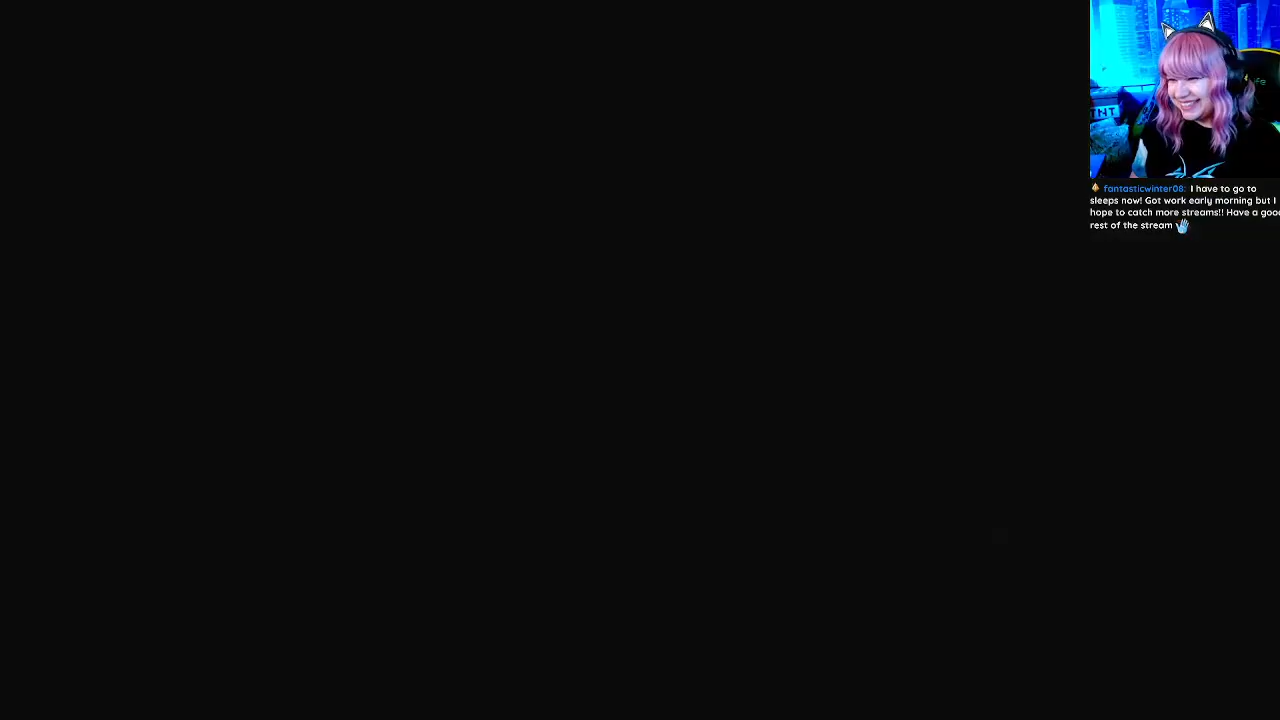 TNT
fantasticwinter08: I have to go to
sleeps now! Got work early morning but I
hope to catch more streams!! Have a good
rest of the stream